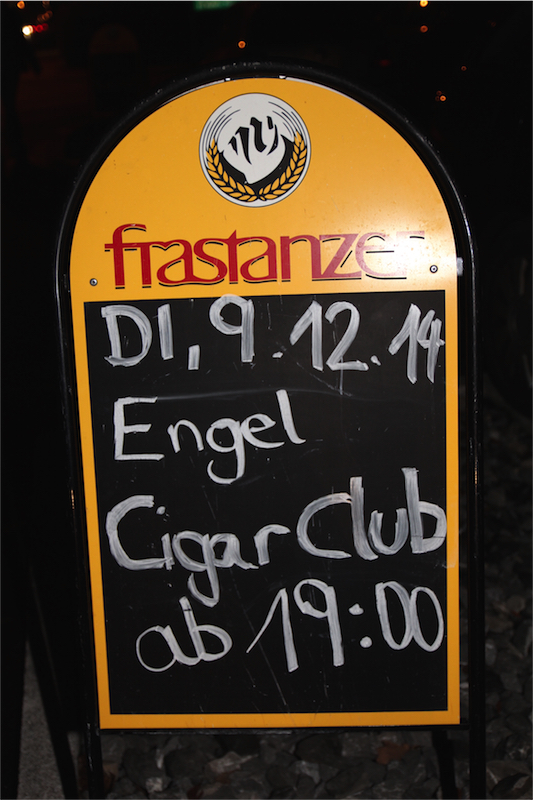 frastanzer
DI, 9.12.14
Engel
Cigar Club
ab 19:00